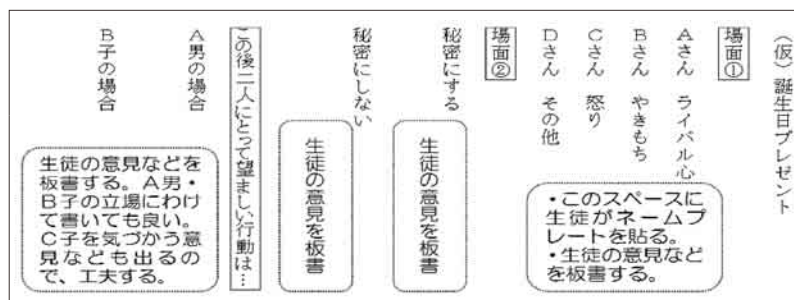 (仮)誕生日プレゼント
場面①
Aさん ライバル心
Bさん やきもち
Cさん 怒り
Dさん その他
・このスペースに
生徒がネームプ
レートを貼る。
・生徒の意見など
を板書する。
場面②
秘密にする
生徒の意見を板書
秘密にしない
生徒の意見を板書
この後二人にとって望ましい行動は…
A男の場合
B子の場合
生徒の意見などを
板書する。A男・
B子の立場にわけ
て書いても良い。
C子を気づかう意
見なども出るの
で、工夫する。